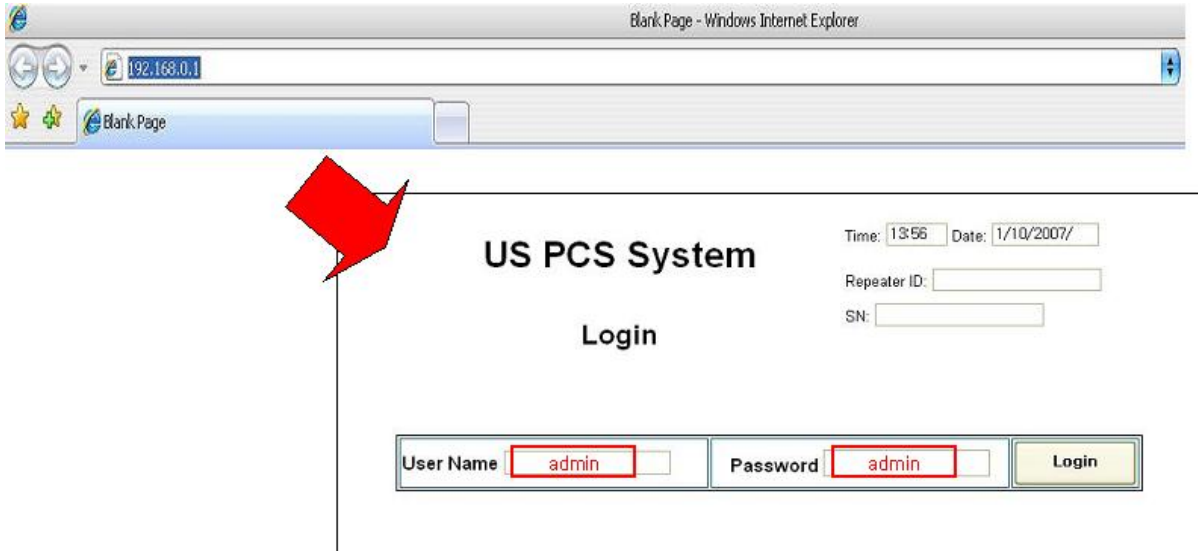 Blank Page - Windows Internet Explorer
192.168.0.1
Blank Page
US PCS System
Time: 13:56 Date: 1/10/2007/
Repeater ID:
SN:
Login
User Name admin Password admin Login